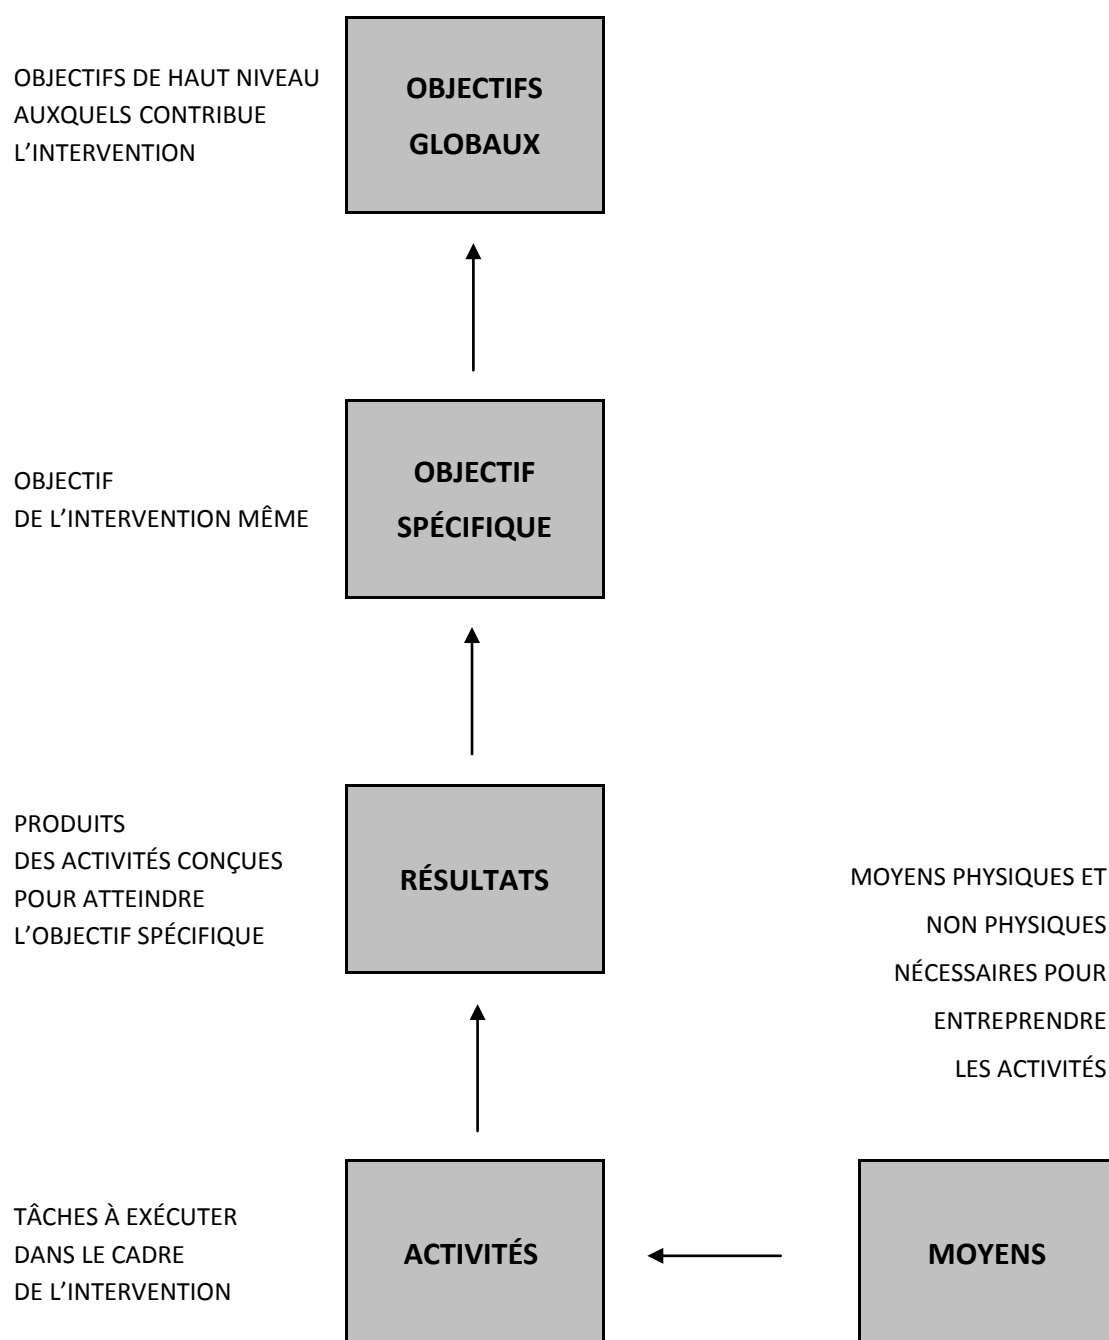 OBJECTIFS DE HAUT NIVEAU
AUXQUELS CONTRIBUE
L’INTERVENTION
OBJECTIFS
GLOBAUX
OBJECTIF
DE L’INTERVENTION MÊME
OBJECTIF
SPÉCIFIQUE
PRODUITS
DES ACTIVITÉS CONÇUES
POUR ATTEINDRE
L’OBJECTIF SPÉCIFIQUE
RÉSULTATS
MOYENS PHYSIQUES ET
NON PHYSIQUES
NÉCESSAIRES POUR
ENTREPRENDRE
LES ACTIVITÉS
TÂCHES À EXÉCUTER
DANS LE CADRE
DE L’INTERVENTION
ACTIVITÉS
MOYENS